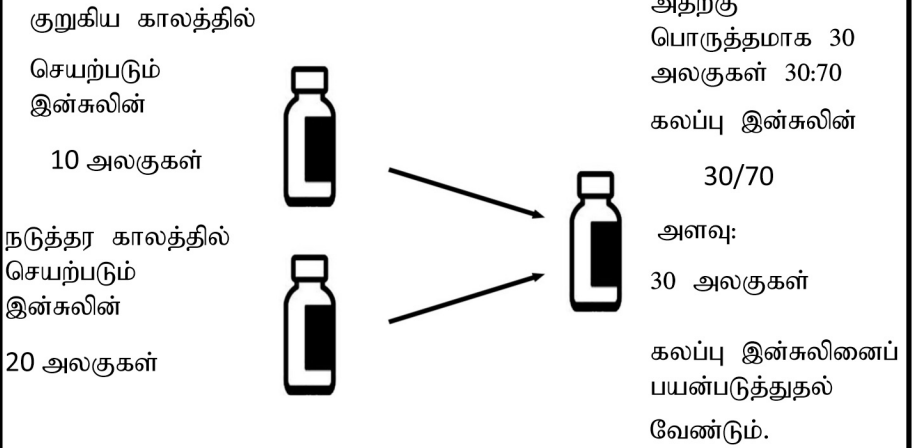 குறுகிய காலத்தில்
செயற்படும்
இன்சுலின்
10 அலகுகள்
நடுத்தர காலத்தில்
செயற்படும்
இன்சுலின்
20 அலகுகள்
அதற்கு
பொருத்தமாக 30
அலகுகள் 30:70
கலப்பு இன்சுலின்
30/70
அளவு:
30 அலகுகள்
கலப்பு இன்சுலினைப்
பயன்படுத்துதல்
வேண்டும்.